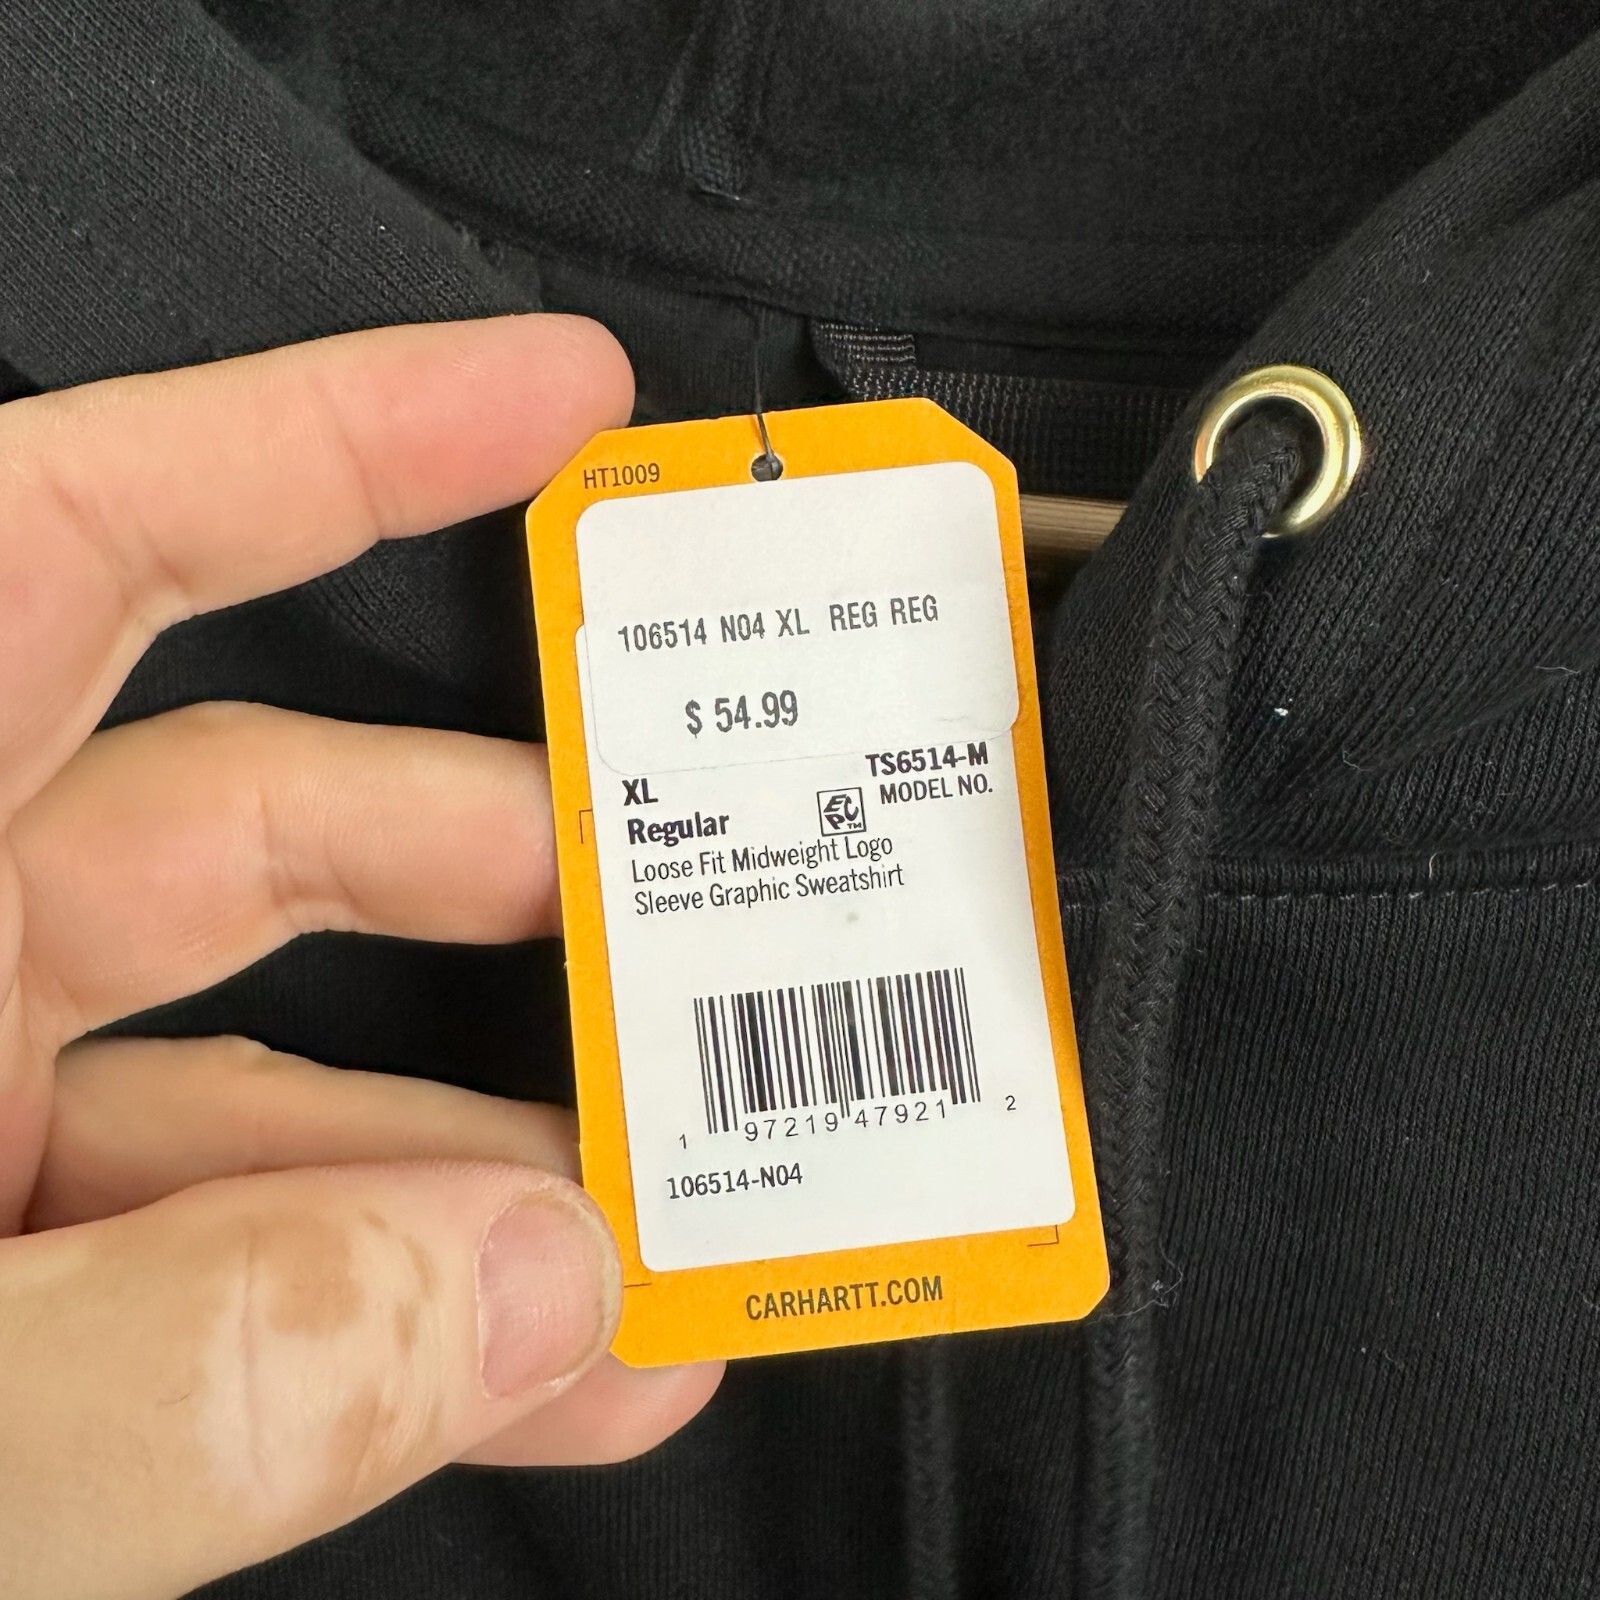 HT1009
106514 N04 XL REG REG
$ 54.99
XL
TS6514-M
Regular
EPC™
MODEL NO.
Loose Fit Midweight Logo
Sleeve Graphic Sweatshirt
1 97219 47921 2
106514-N04
CARHARTT.COM